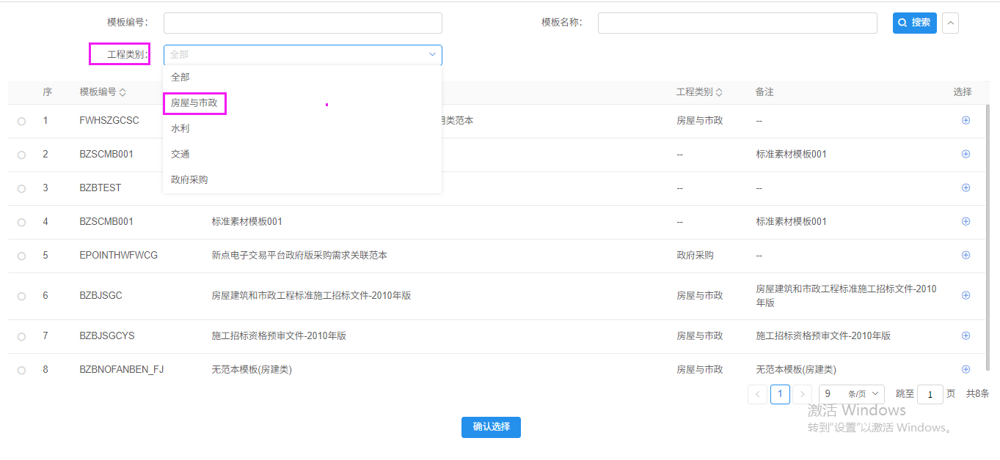 模板编号:
模板名称:
搜索
工程类别:
全部
全部
房屋与市政
水利
交通
政府采购
序 模板编号 工程类别 备注 选择
1 FWHSZGCSC 用类范本 房屋与市政 --
2 BZSCMB001 -- 标准素材模板001
3 BZBTEST -- --
4 BZSCMB001 标准素材模板001 -- 标准素材模板001
5 EPOINTHWFWCG 新点电子交易平台政府版采购需求关联范本 政府采购 --
6 BZBJSGC 房屋建筑和市政工程标准施工招标文件-2010年版 房屋与市政 房屋建筑和市政工程标准施工招标文件-2010
年版
7 BZBJSGCYS 施工招标资格预审文件-2010年版 房屋与市政 施工招标资格预审文件-2010年版
8 BZBNOFANBEN_FJ 无范本模板(房建类) 房屋与市政 无范本模板(房建类)
1 9 条/页 跳至 1 页 共8条
激活 Windows
转到"设置"以激活 Windows。
确认选择